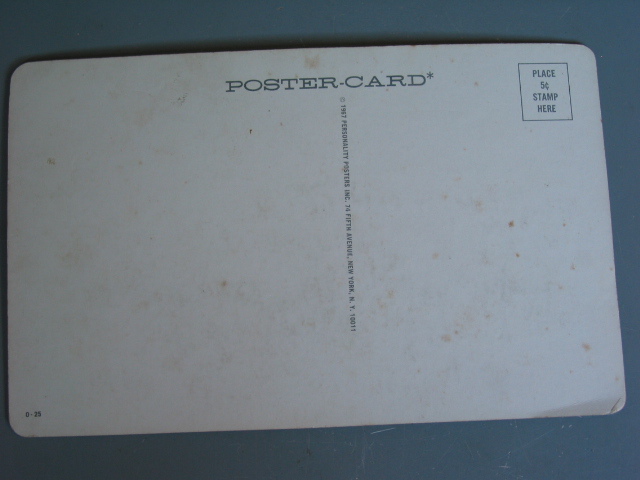 POSTER-CARD*
PLACE
5¢
STAMP
HERE
© 1967 PERSONALITY POSTERS INC. 74 FIFTH AVENUE, NEW YORK, N. Y. 10011
D-25